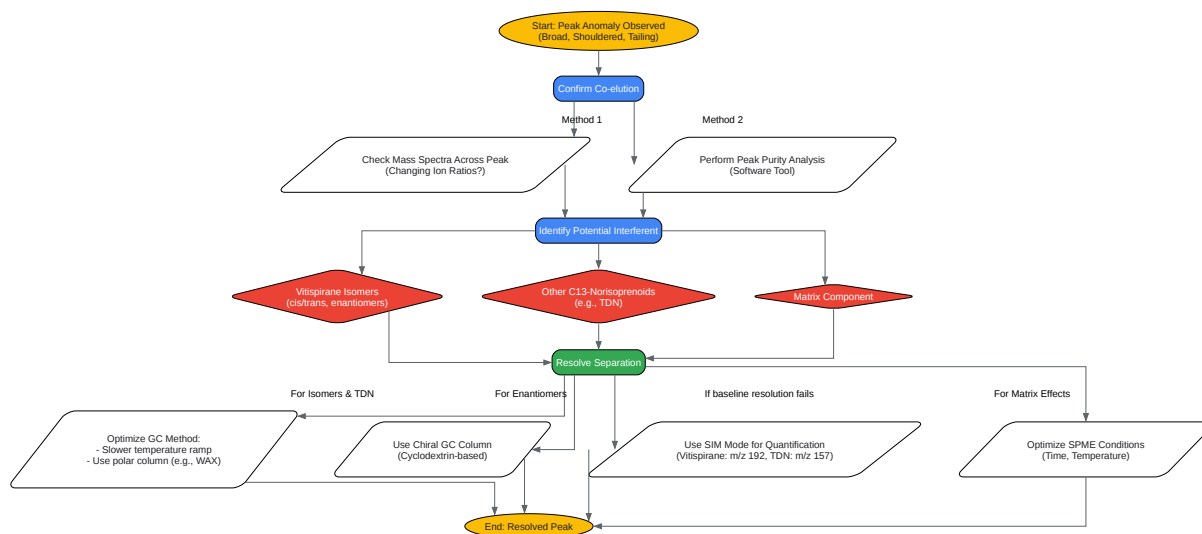 Start: Peak Anomaly Observed
(Broad, Shouldered, Tailing)
Confirm Co-elution
Method 1
Method 2
Check Mass Spectra Across Peak
(Changing Ion Ratios?)
Perform Peak Purity Analysis
(Software Tool)
Identify Potential Interferent
Vitispirane Isomers
(cis/trans, enantiomers)
Other C13-Norisoprenoids
(e.g., TDN)
Matrix Component
Resolve Separation
For Isomers & TDN
For Enantiomers
If baseline resolution fails
For Matrix Effects
Optimize GC Method:
- Slower temperature ramp
- Use polar column (e.g., WAX)
Use Chiral GC Column
(Cyclodextrin-based)
Use SIM Mode for Quantification
(Vitispirane: m/z 192, TDN: m/z 157)
Optimize SPME Conditions
(Time, Temperature)
End: Resolved Peak